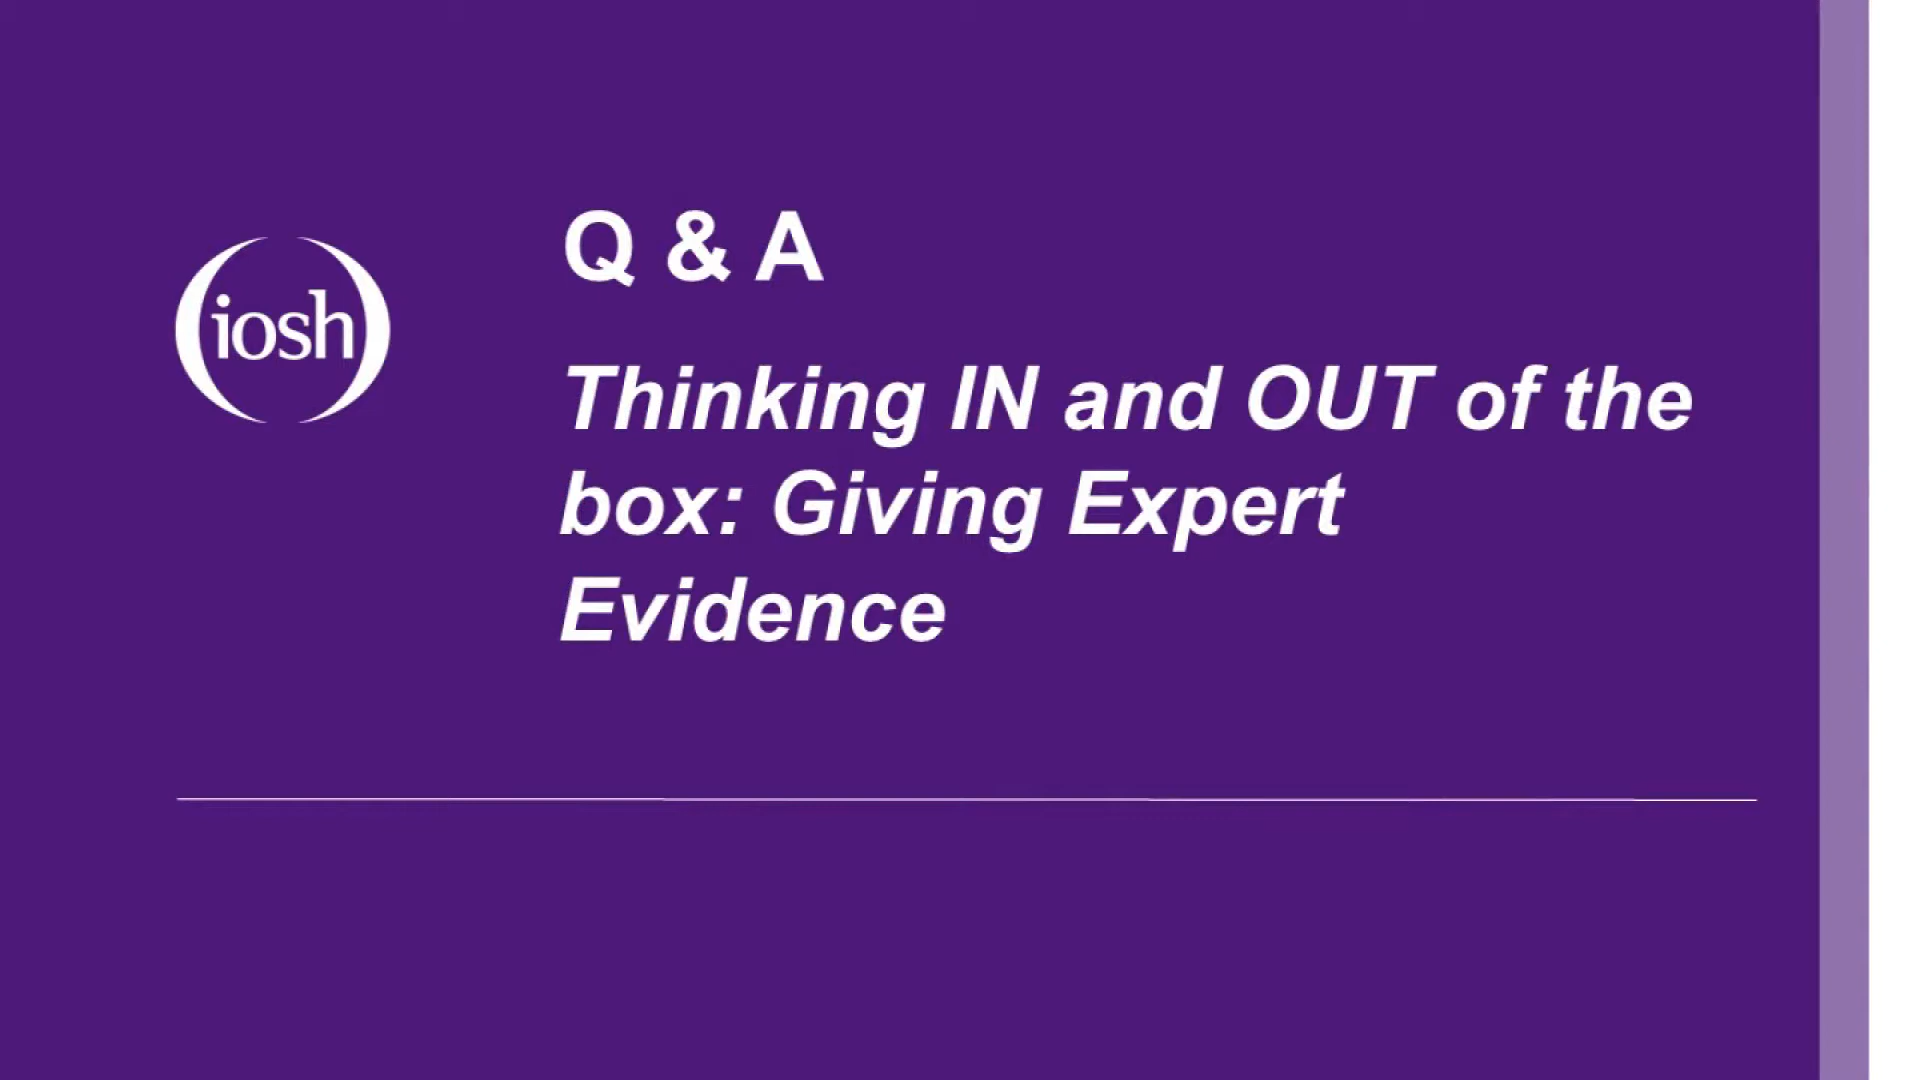 Q & A
iosh
Thinking IN and OUT of the
box: Giving Expert
Evidence